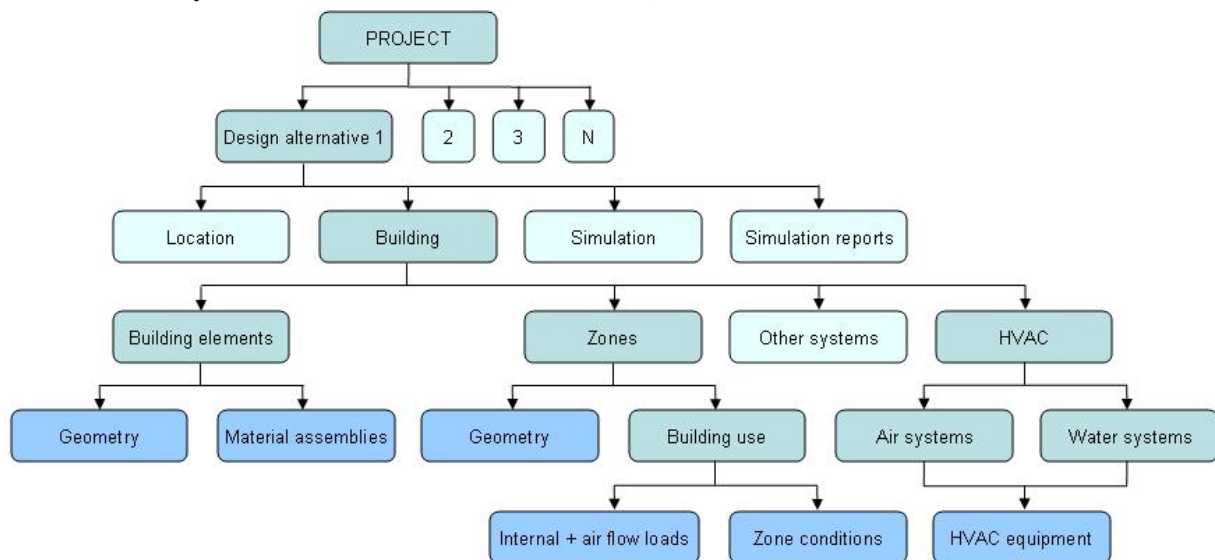 PROJECT
Design alternative 1
2
3
N
Location
Building
Simulation
Simulation reports
Building elements
Zones
Other systems
HVAC
Geometry
Material assemblies
Geometry
Building use
Air systems
Water systems
Internal + air flow loads
Zone conditions
HVAC equipment